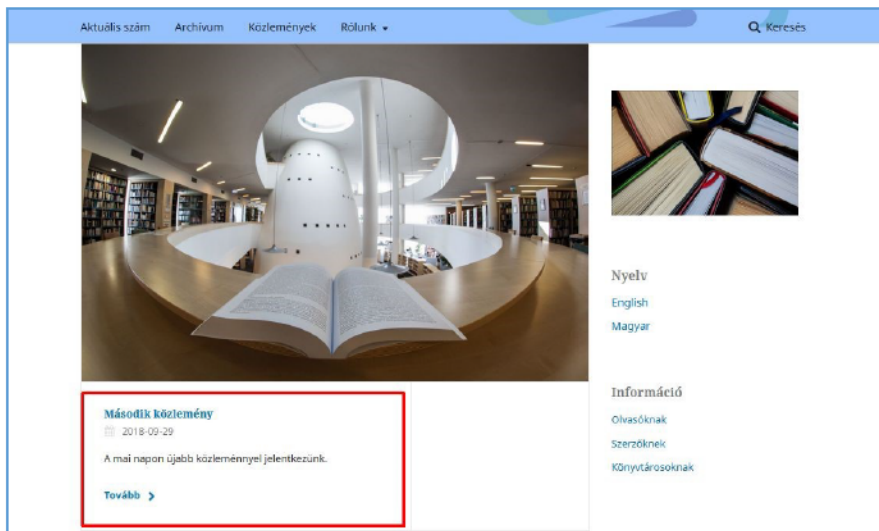 Aktuális szám Archívum Közlemények Rólunk Keresés
Nyelv
English
Magyar
Információ
Olvasóknak
Szerzőknek
Könyvtárosoknak
Második közlemény
2018-09-29
A mai napon újabb közleménnyel jelentkezünk.
Tovább